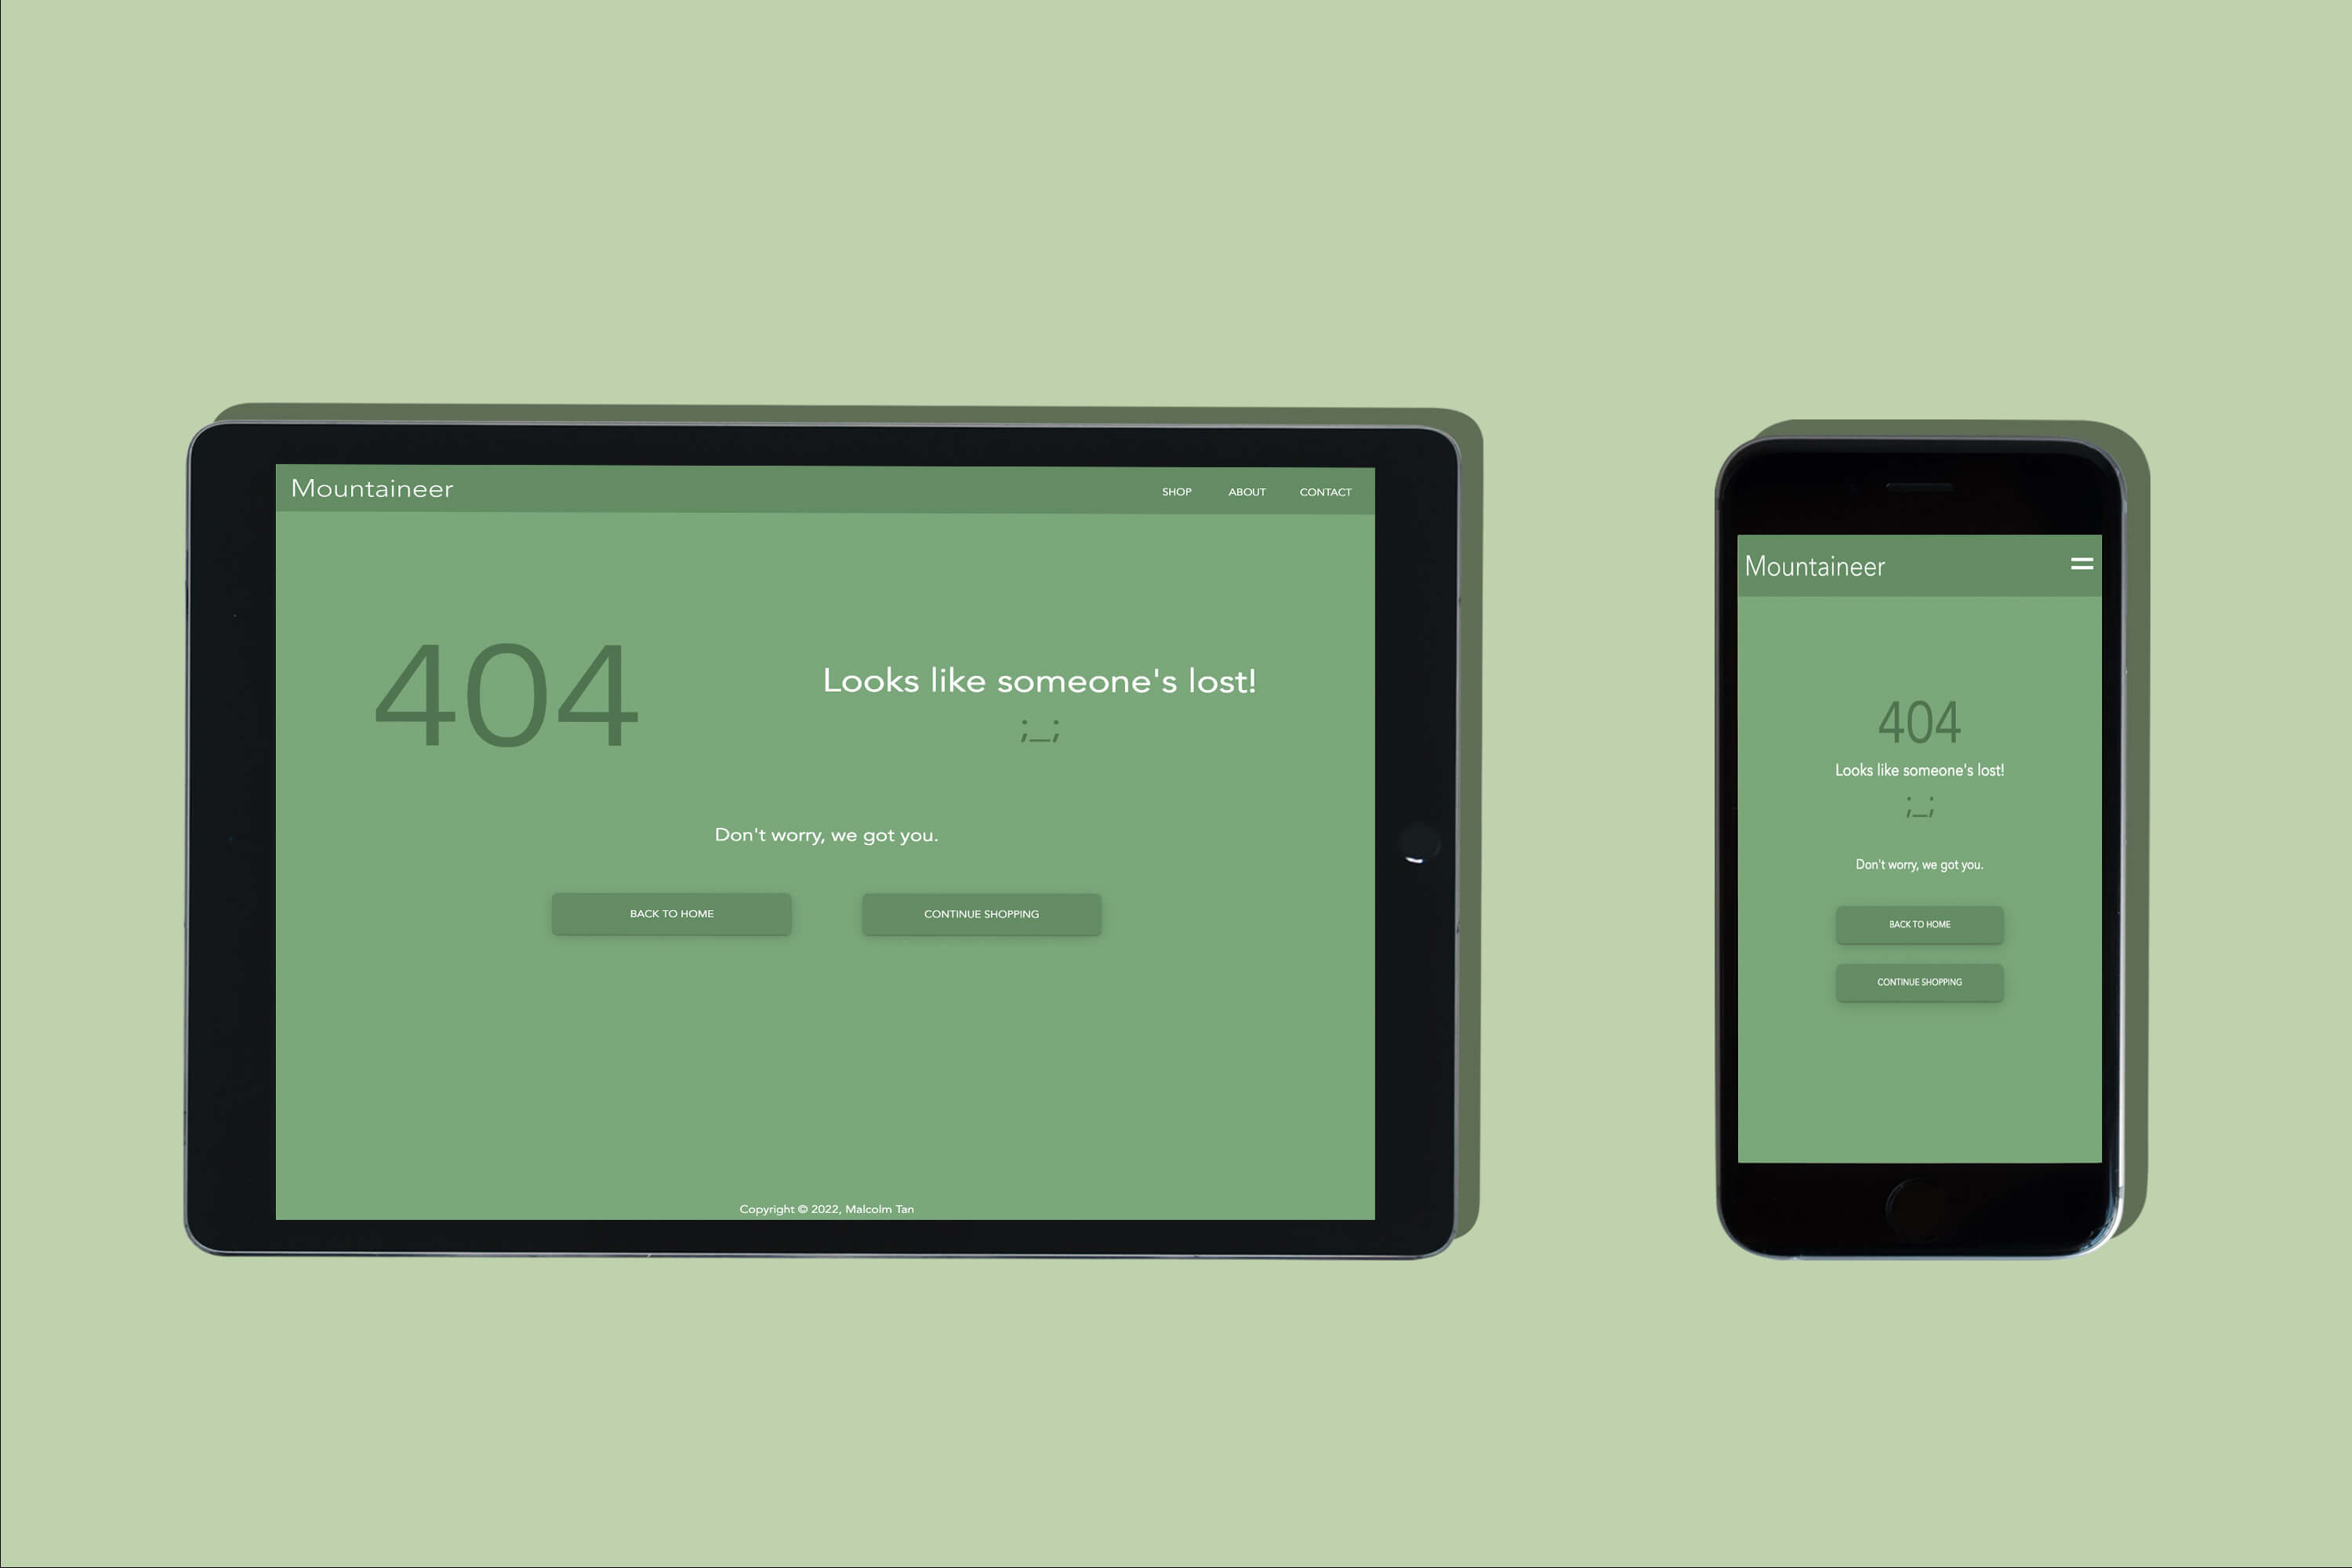 Mountaineer
SHOP ABOUT CONTACT
404
Looks like someone's lost!
;_;
Don't worry, we got you.
BACK TO HOME CONTINUE SHOPPING
Copyright © 2022, Malcolm Tan
Mountaineer
404
Looks like someone's lost!
;_;
Don't worry, we got you.
BACK TO HOME
CONTINUE SHOPPING